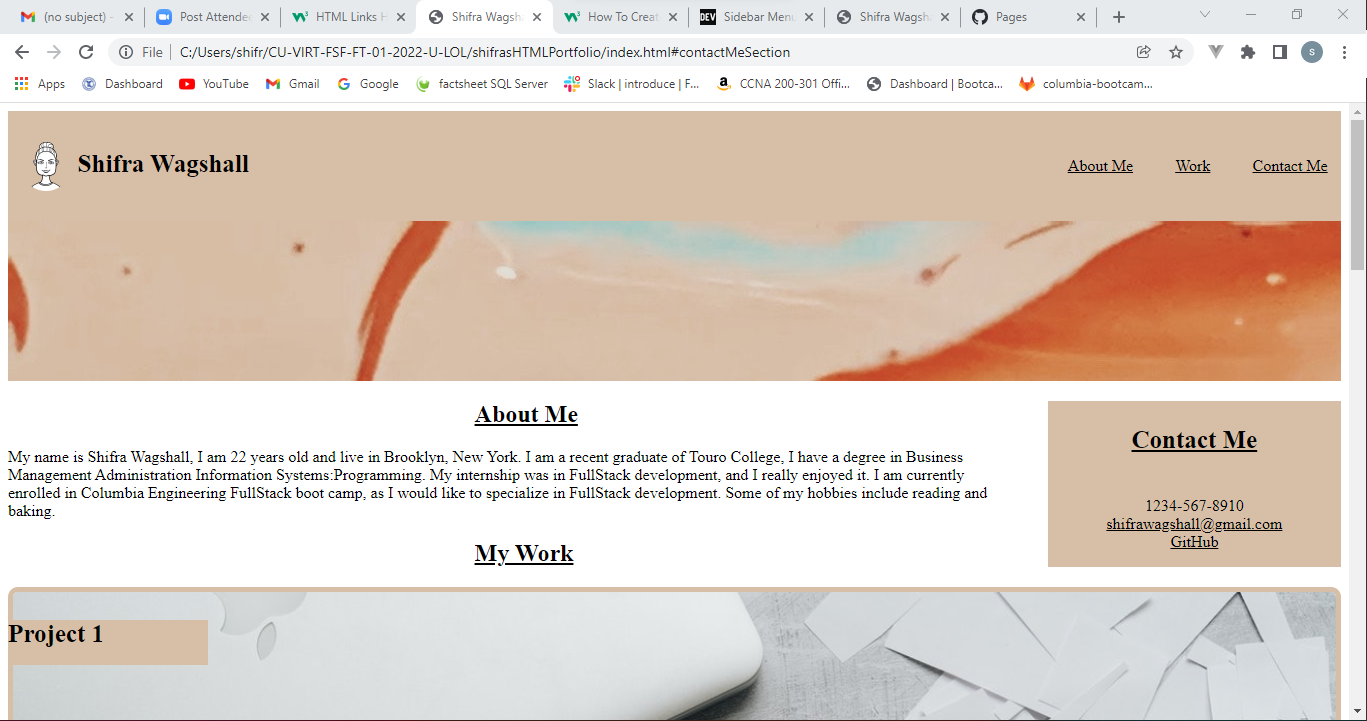 (no subject) -
Post Attende
HTML Links H
Shifra Wagsh
How To Creat
DEV
Sidebar Menu
Shifra Wagsh
Pages
File
C:/Users/shifr/CU-VIRT-FSF-FT-01-2022-U-LOL/shifrasHTMLPortfolio/index.html#contactMeSection
s
Apps
Dashboard
YouTube
Gmail
Google
factsheet SQL Server
Slack | introduce | F...
CCNA 200-301 Offi...
Dashboard | Bootca...
columbia-bootcam...
Shifra Wagshall
About Me
Work
Contact Me
About Me
My name is Shifra Wagshall, I am 22 years old and live in Brooklyn, New York. I am a recent graduate of Touro College, I have a degree in Business
Management Administration Information Systems:Programming. My internship was in FullStack development, and I really enjoyed it. I am currently
enrolled in Columbia Engineering FullStack boot camp, as I would like to specialize in FullStack development. Some of my hobbies include reading and
baking.
Contact Me
1234-567-8910
shifrawagshall@gmail.com
GitHub
My Work
Project 1